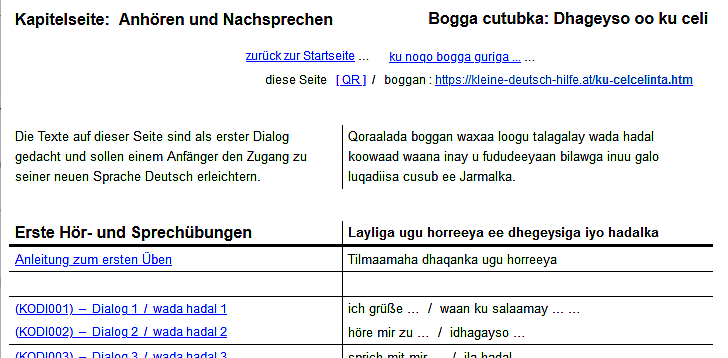 Kapitelseite: Anhören und Nachsprechen
Bogga cutubka: Dhageyso oo ku celi
zurück zur Startseite ... ku noqo bogga guriga ... ...
diese Seite [ QR ] / boggan : https://kleine-deutsch-hilfe.at/ku-celcelinta.htm
Die Texte auf dieser Seite sind als erster Dialog
gedacht und sollen einem Anfänger den Zugang zu
seiner neuen Sprache Deutsch erleichtern.
Qoraalada boggan waxaa loogu talagalay wada hadal
koowaad waana inay u fududeeyaan bilawga inuu galo
luqadiisa cusub ee Jarmalka.
Erste Hör- und Sprechübungen
Layliga ugu horreeya ee dhegeysiga iyo hadalka
Anleitung zum ersten Üben
Tilmaamaha dhaqanka ugu horreeya
(KODI001) – Dialog 1 / wada hadal 1
ich grüße ... / waan ku salaamay ... ...
(KODI002) – Dialog 2 / wada hadal 2
höre mir zu ... / idhagayso ...
(KODI003) – Dialog 3 / wada hadal 3
sprich mit mir ... / ila hadal